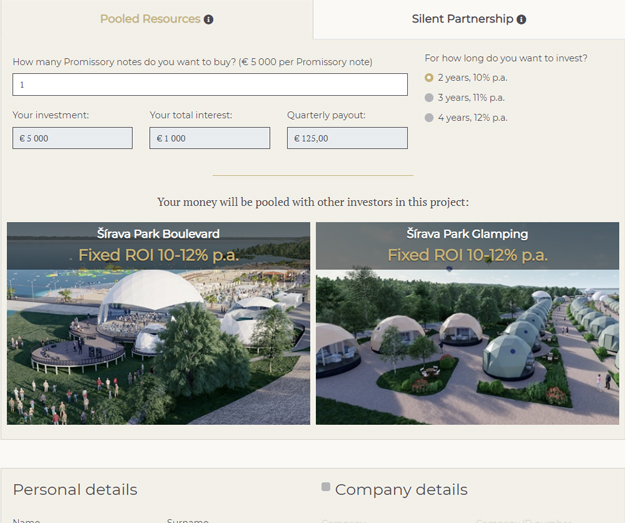 Pooled Resources
Silent Partnership
How many Promissory notes do you want to buy? (€ 5 000 per Promissory note)
1
Your investment:
Your total interest:
Quarterly payout:
€ 5 000
€ 1 000
€ 125,00
For how long do you want to invest?
2 years, 10% p.a.
3 years, 11% p.a.
4 years, 12% p.a.
Your money will be pooled with other investors in this project:
Šírava Park Boulevard
Fixed ROI 10-12% p.a.
Šírava Park Glamping
Fixed ROI 10-12% p.a.
Personal details
Company details
Name
Surname
Company
Company ID number